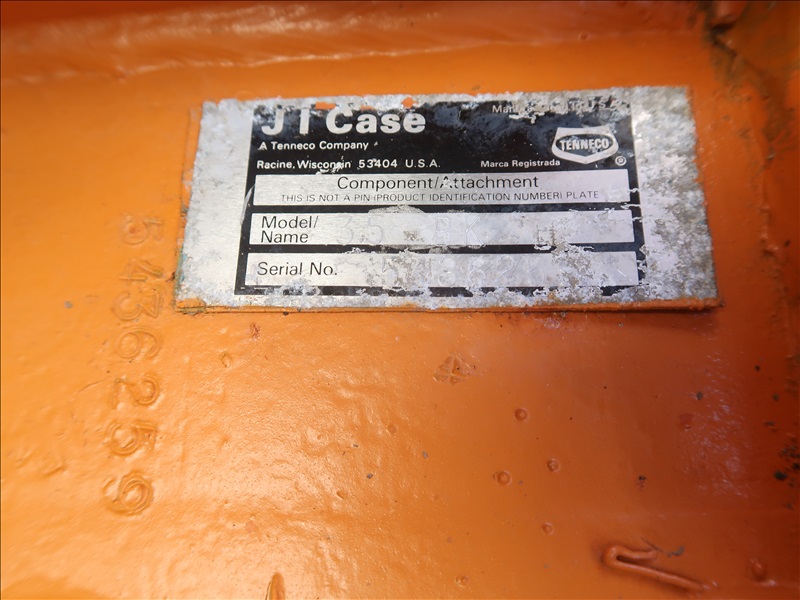 J I Case
A Tenneco Company
Racine, Wisconsin 53404 U.S.A.
Marca Registrada
TENNECO
®
Component/Attachment
THIS IS NOT A PIN (PRODUCT IDENTIFICATION NUMBER) PLATE
Model/
Name
Serial No.
5436259